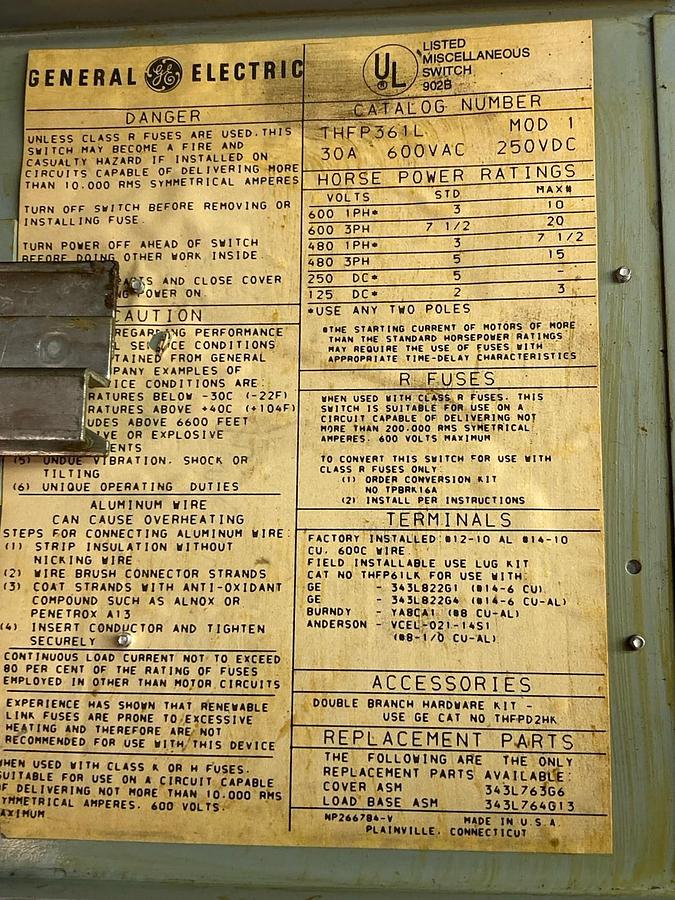 GENERAL GE ELECTRIC
DANGER
UNLESS CLASS R FUSES ARE USED, THIS
SWITCH MAY BECOME A FIRE AND
CASUALTY HAZARD IF INSTALLED ON
CIRCUITS CAPABLE OF DELIVERING MORE
THAN 10,000 RMS SYMMETRICAL AMPERES
TURN OFF SWITCH BEFORE REMOVING OR
INSTALLING FUSE.
TURN POWER OFF AHEAD OF SWITCH
BEFORE DOING OTHER WORK INSIDE.
AND CLOSE COVER
POWER ON.
CAUTION
PERFORMANCE
SERVICE CONDITIONS
FROM GENERAL
EXAMPLES OF
CONDITIONS ARE:
BELOW -30C (-22F)
ABOVE +40C (+104F)
ABOVE 6600 FEET
OR EXPLOSIVE
(5) UNDUE VIBRATION, SHOCK OR
TILTING
(6) UNIQUE OPERATING DUTIES
ALUMINUM WIRE
CAN CAUSE OVERHEATING
STEPS FOR CONNECTING ALUMINUM WIRE:
(1) STRIP INSULATION WITHOUT
NICKING WIRE
(2) WIRE BRUSH CONNECTOR STRANDS
(3) COAT STRANDS WITH ANTI-OXIDANT
COMPOUND SUCH AS ALNOX OR
PENETROX A13
(4) INSERT CONDUCTOR AND TIGHTEN
SECURELY
CONTINUOUS LOAD CURRENT NOT TO EXCEED
80 PER CENT OF THE RATING OF FUSES
EMPLOYED IN OTHER THAN MOTOR CIRCUITS
EXPERIENCE HAS SHOWN THAT RENEWABLE
LINK FUSES ARE PRONE TO EXCESSIVE
HEATING AND THEREFORE ARE NOT
RECOMMENDED FOR USE WITH THIS DEVICE
WHEN USED WITH CLASS K OR H FUSES,
SUITABLE FOR USE ON A CIRCUIT CAPABLE
OF DELIVERING NOT MORE THAN 10,000 RMS
SYMMETRICAL AMPERES, 600 VOLTS
MAXIMUM
UL ®
LISTED
MISCELLANEOUS
SWITCH
902B
CATALOG NUMBER
THFP361L MOD 1
30A 600VAC 250VDC
HORSE POWER RATINGS
VOLTS STD MAX#
600 1PH* 3 10
600 3PH 7 1/2 20
480 1PH* 3 7 1/2
480 3PH 5 15
250 DC* 5 -
125 DC* 2 3
*USE ANY TWO POLES
#THE STARTING CURRENT OF MOTORS OF MORE
THAN THE STANDARD HORSEPOWER RATINGS
MAY REQUIRE THE USE OF FUSES WITH
APPROPRIATE TIME-DELAY CHARACTERISTICS
R FUSES
WHEN USED WITH CLASS R FUSES, THIS
SWITCH IS SUITABLE FOR USE ON A
CIRCUIT CAPABLE OF DELIVERING NOT
MORE THAN 200,000 RMS SYMETRICAL
AMPERES, 600 VOLTS MAXIMUM
TO CONVERT THIS SWITCH FOR USE WITH
CLASS R FUSES ONLY:
(1) ORDER CONVERSION KIT
NO TPBRK16A
(2) INSTALL PER INSTRUCTIONS
TERMINALS
FACTORY INSTALLED:#12-10 AL #14-10
CU, 60OC WIRE
FIELD INSTALLABLE USE LUG KIT
CAT NO THFP61LK FOR USE WITH:
GE - 343L822G1 (#14-6 CU)
GE - 343L822G4 (#14-6 CU-AL)
BURNDY - YA8CA1 (#8 CU-AL)
ANDERSON - VCEL-021-14S1
(#8-1/0 CU-AL)
ACCESSORIES
DOUBLE BRANCH HARDWARE KIT -
USE GE CAT NO THFPD2HK
REPLACEMENT PARTS
THE FOLLOWING ARE THE ONLY
REPLACEMENT PARTS AVAILABLE:
COVER ASM 343L763G6
LOAD BASE ASM 343L764G13
NP266784-V MADE IN U.S.A.
PLAINVILLE, CONNECTICUT